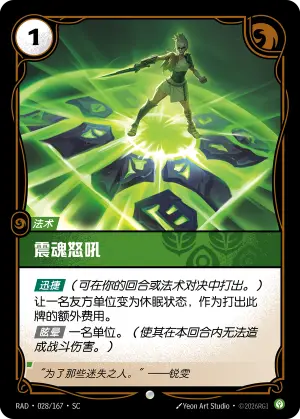 1
法术
震魂怒吼
迅捷（可在你的回合或法术对决中打出。）
让一名友方单位变为休眠状态，作为打出此
牌的额外费用。
眩晕 一名单位。（使其在本回合内无法造
成战斗伤害。）
"为了那些迷失之人。" ——锐雯
RAD • 028/167 • SC
Yeon Art Studio • ©2026RG1